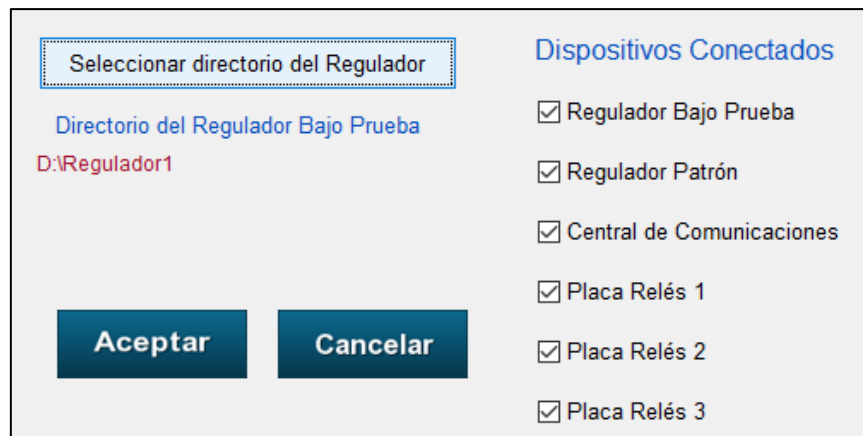 Seleccionar directorio del Regulador
Directorio del Regulador Bajo Prueba
D:\Regulador1
Aceptar
Cancelar
Dispositivos Conectados
Regulador Bajo Prueba
Regulador Patrón
Central de Comunicaciones
Placa Relés 1
Placa Relés 2
Placa Relés 3